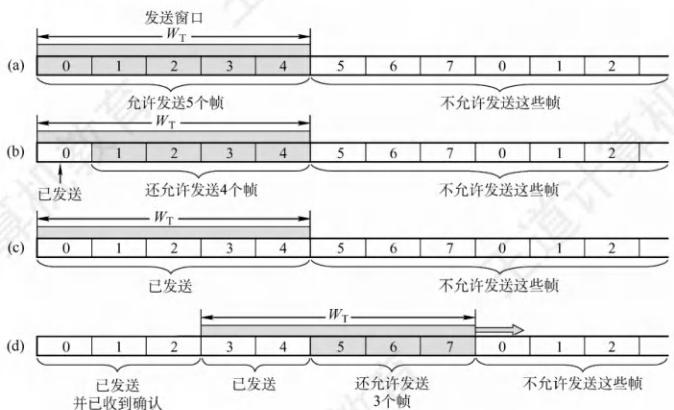 发送窗口
W_T
(a) 0 1 2 3 4 5 6 7 0 1 2
允许发送5个帧 不允许发送这些帧
W_T
(b) 0 1 2 3 4 5 6 7 0 1 2
已发送 还允许发送4个帧 不允许发送这些帧
W_T
(c) 0 1 2 3 4 5 6 7 0 1 2
已发送 不允许发送这些帧
W_T
(d) 0 1 2 3 4 5 6 7 0 1 2
已发送 已发送 还允许发送 不允许发送这些帧
并已收到确认 3个帧